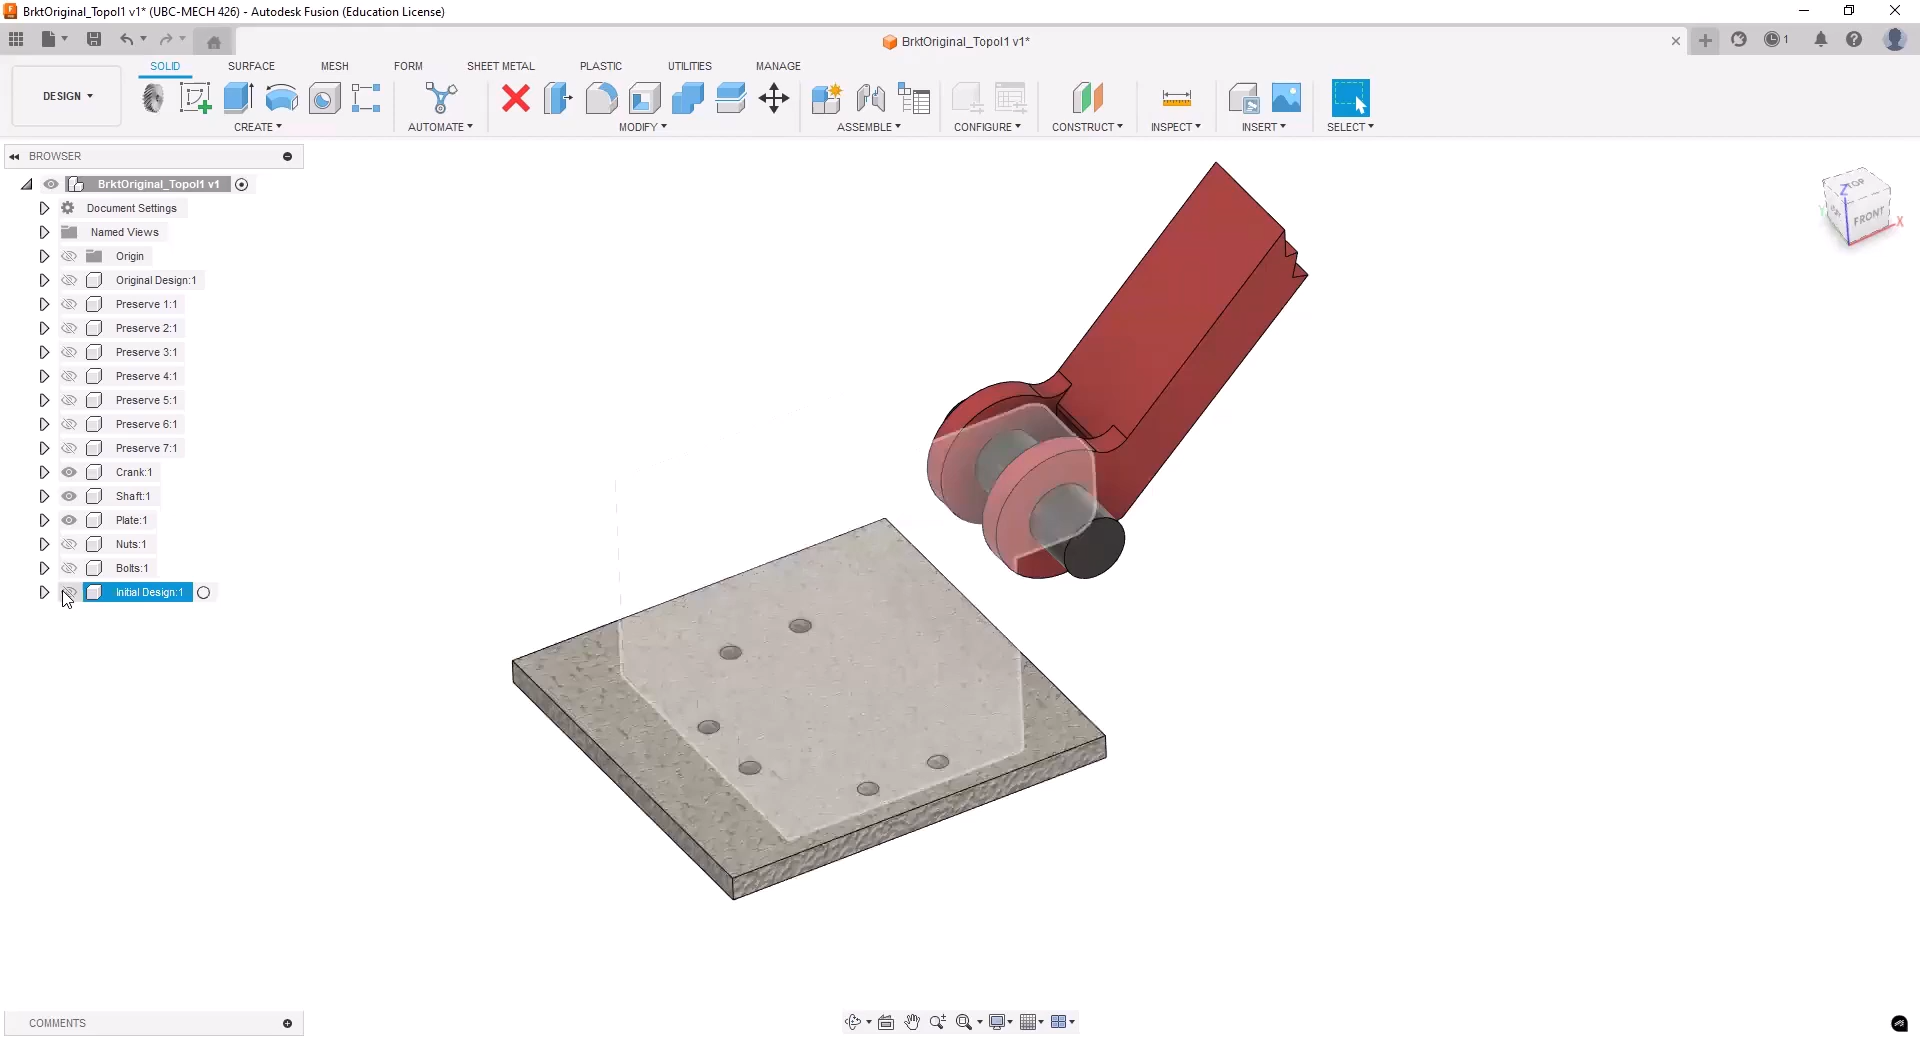 BrktOriginal_Topol1 v1* (UBC-MECH 426) - Autodesk Fusion (Education License)
BrktOriginal_Topol1 v1*
1
SOLID SURFACE MESH FORM SHEET METAL PLASTIC UTILITIES MANAGE
DESIGN
CREATE AUTOMATE MODIFY ASSEMBLE CONFIGURE CONSTRUCT INSPECT INSERT SELECT
BROWSER
BrktOriginal_Topol1 v1
Document Settings
Named Views
Origin
Original Design:1
Preserve 1:1
Preserve 2:1
Preserve 3:1
Preserve 4:1
Preserve 5:1
Preserve 6:1
Preserve 7:1
Crank:1
Shaft:1
Plate:1
Nuts:1
Bolts:1
Initial Design:1
TOP
Z
FRONT
X
Y
COMMENTS